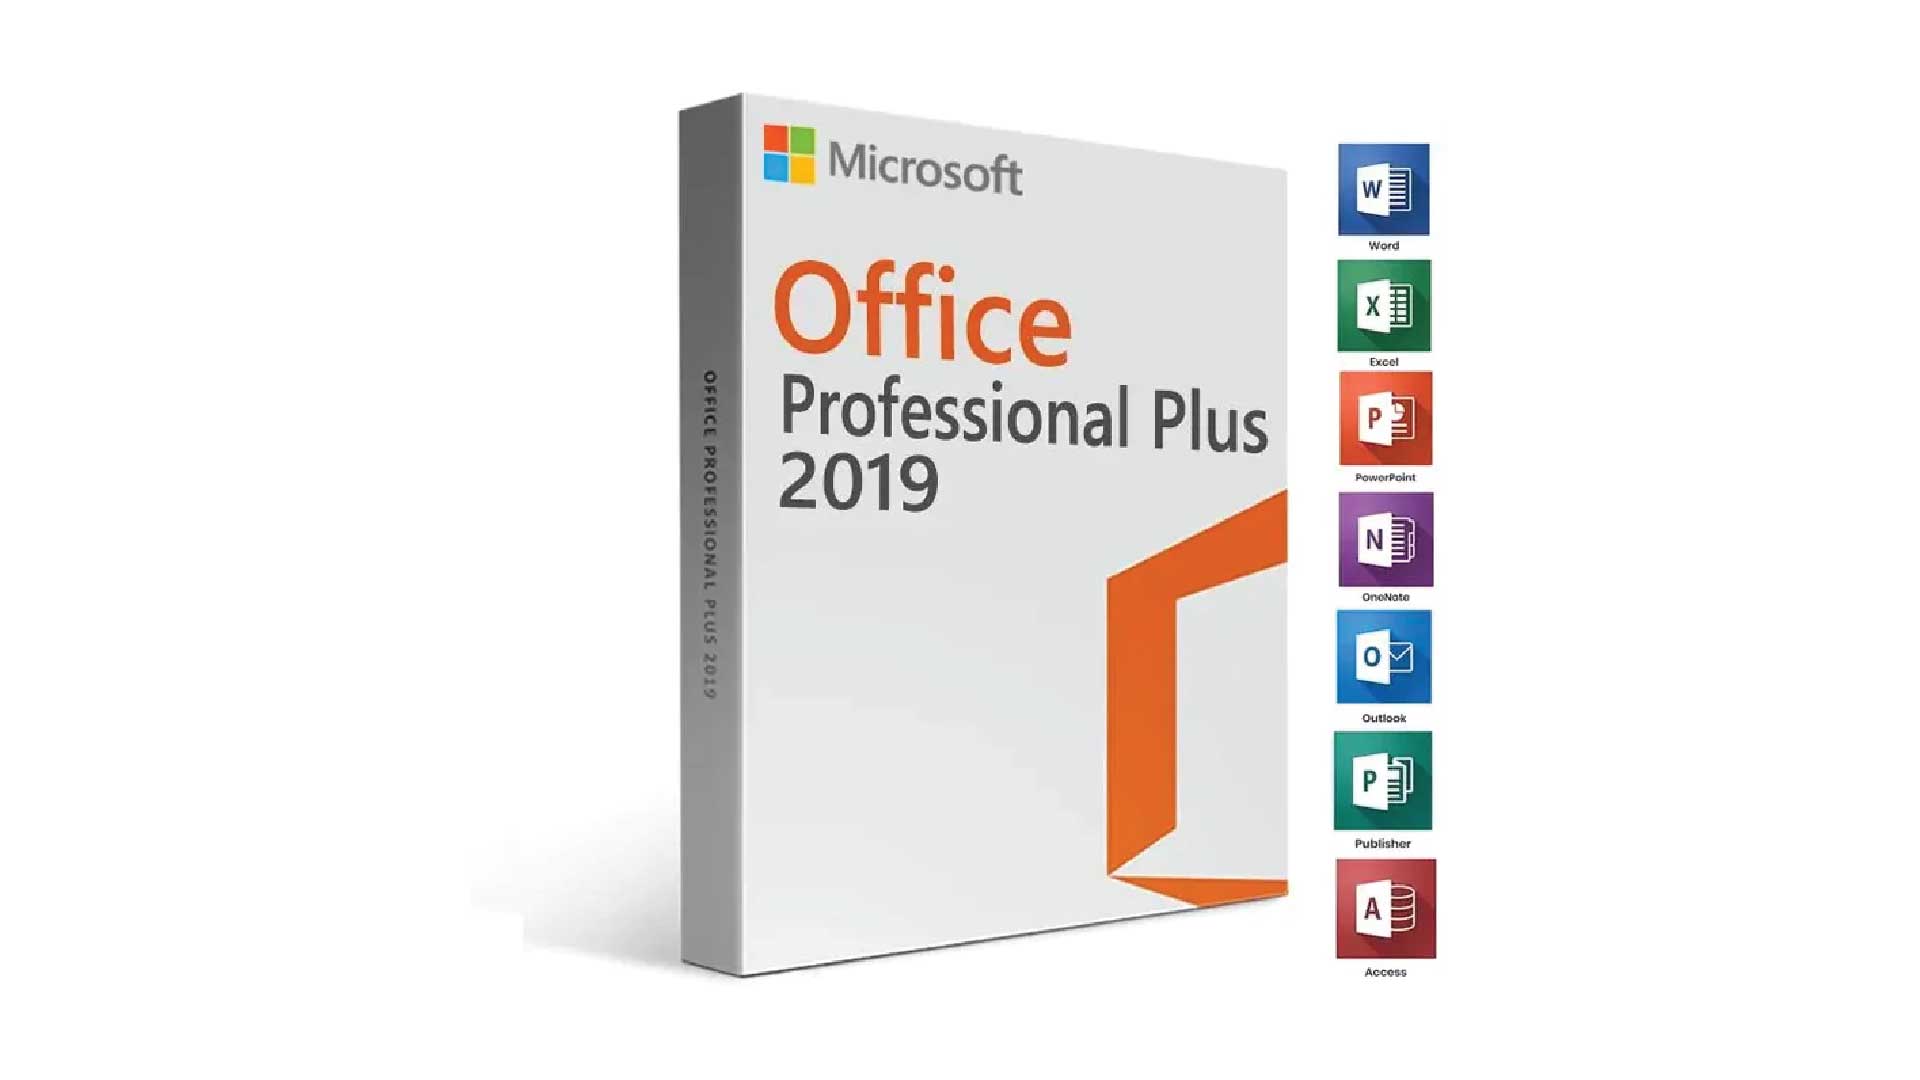 Microsoft
Office
Professional Plus
2019
OFFICE PROFESSIONAL PLUS 2019
W
Word
X
Excel
P
PowerPoint
N
OneNote
O
Outlook
P
Publisher
A
Access